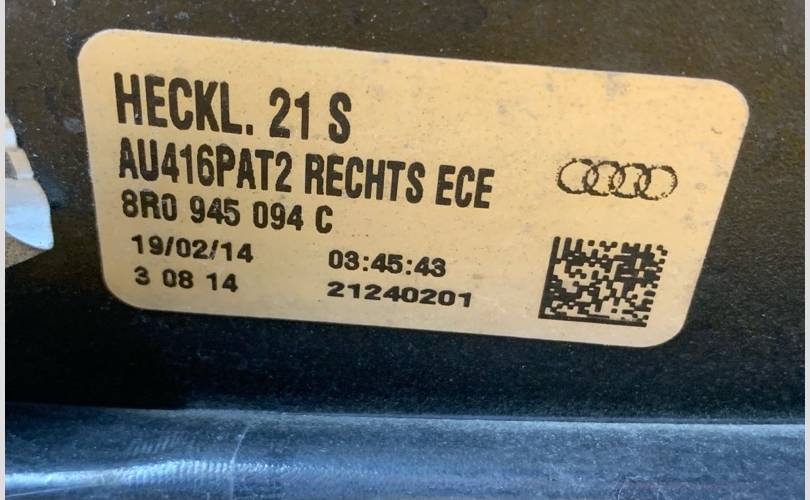 HECKL. 21 S
AU416PAT2 RECHTS ECE
8R0 945 094 C
19/02/14 03:45:43
3 08 14 21240201